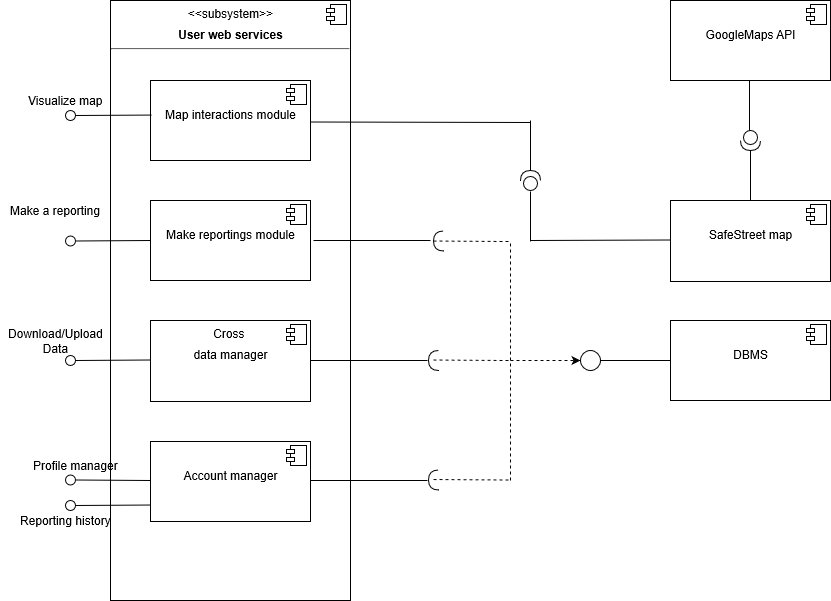 <<subsystem>>
User web services
GoogleMaps API
Visualize map
Map interactions module
Make a reporting
Make reportings module
SafeStreet map
Download/Upload
Data
Cross
data manager
DBMS
Profile manager
Account manager
Reporting history